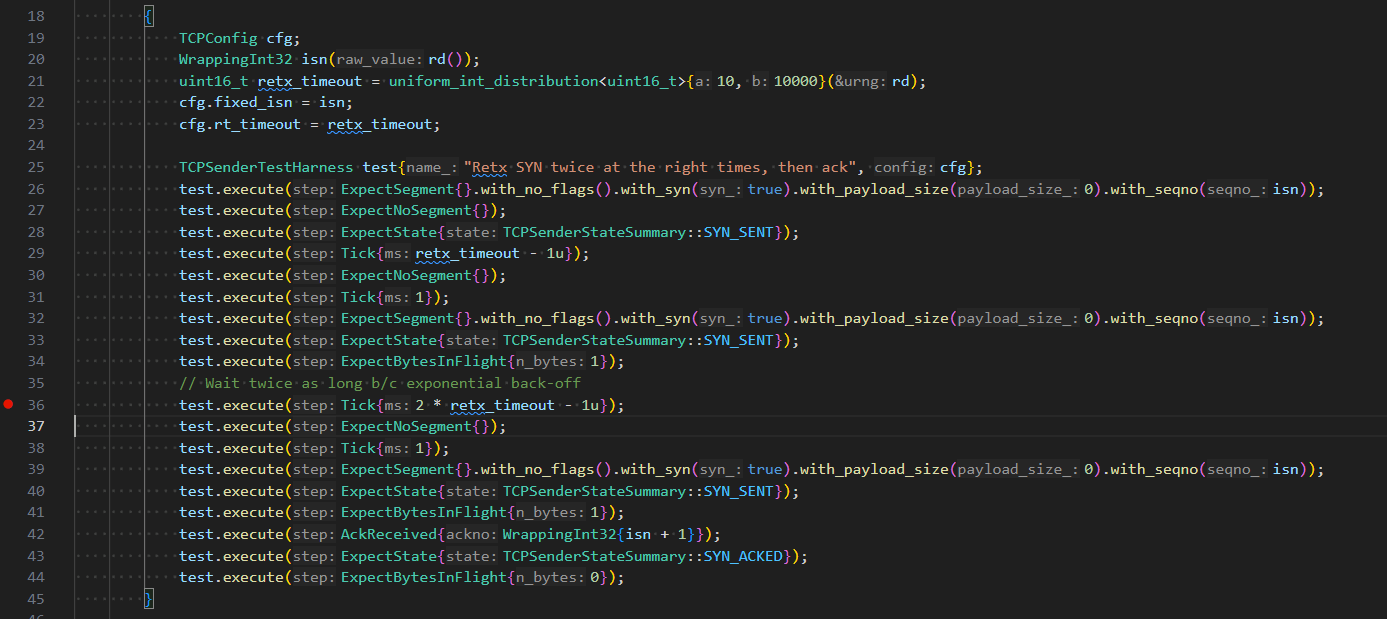 18 {
19 TCPConfig cfg;
20 WrappingInt32 isn(raw_value: rd());
21 uint16_t retx_timeout = uniform_int_distribution<uint16_t>{a: 10, b: 10000}(&urng: rd);
22 cfg.fixed_isn = isn;
23 cfg.rt_timeout = retx_timeout;
24
25 TCPSenderTestHarness test{name_: "Retx SYN twice at the right times, then ack", config: cfg};
26 test.execute(step: ExpectSegment{}.with_no_flags().with_syn(syn_: true).with_payload_size(payload_size_: 0).with_seqno(seqno_: isn));
27 test.execute(step: ExpectNoSegment{});
28 test.execute(step: ExpectState{state: TCPSenderStateSummary::SYN_SENT});
29 test.execute(step: Tick{ms: retx_timeout - 1u});
30 test.execute(step: ExpectNoSegment{});
31 test.execute(step: Tick{ms: 1});
32 test.execute(step: ExpectSegment{}.with_no_flags().with_syn(syn_: true).with_payload_size(payload_size_: 0).with_seqno(seqno_: isn));
33 test.execute(step: ExpectState{state: TCPSenderStateSummary::SYN_SENT});
34 test.execute(step: ExpectBytesInFlight{n_bytes: 1});
35 // Wait twice as long b/c exponential back-off
36 test.execute(step: Tick{ms: 2 * retx_timeout - 1u});
37 test.execute(step: ExpectNoSegment{});
38 test.execute(step: Tick{ms: 1});
39 test.execute(step: ExpectSegment{}.with_no_flags().with_syn(syn_: true).with_payload_size(payload_size_: 0).with_seqno(seqno_: isn));
40 test.execute(step: ExpectState{state: TCPSenderStateSummary::SYN_SENT});
41 test.execute(step: ExpectBytesInFlight{n_bytes: 1});
42 test.execute(step: AckReceived{ackno: WrappingInt32{isn + 1}});
43 test.execute(step: ExpectState{state: TCPSenderStateSummary::SYN_ACKED});
44 test.execute(step: ExpectBytesInFlight{n_bytes: 0});
45 }